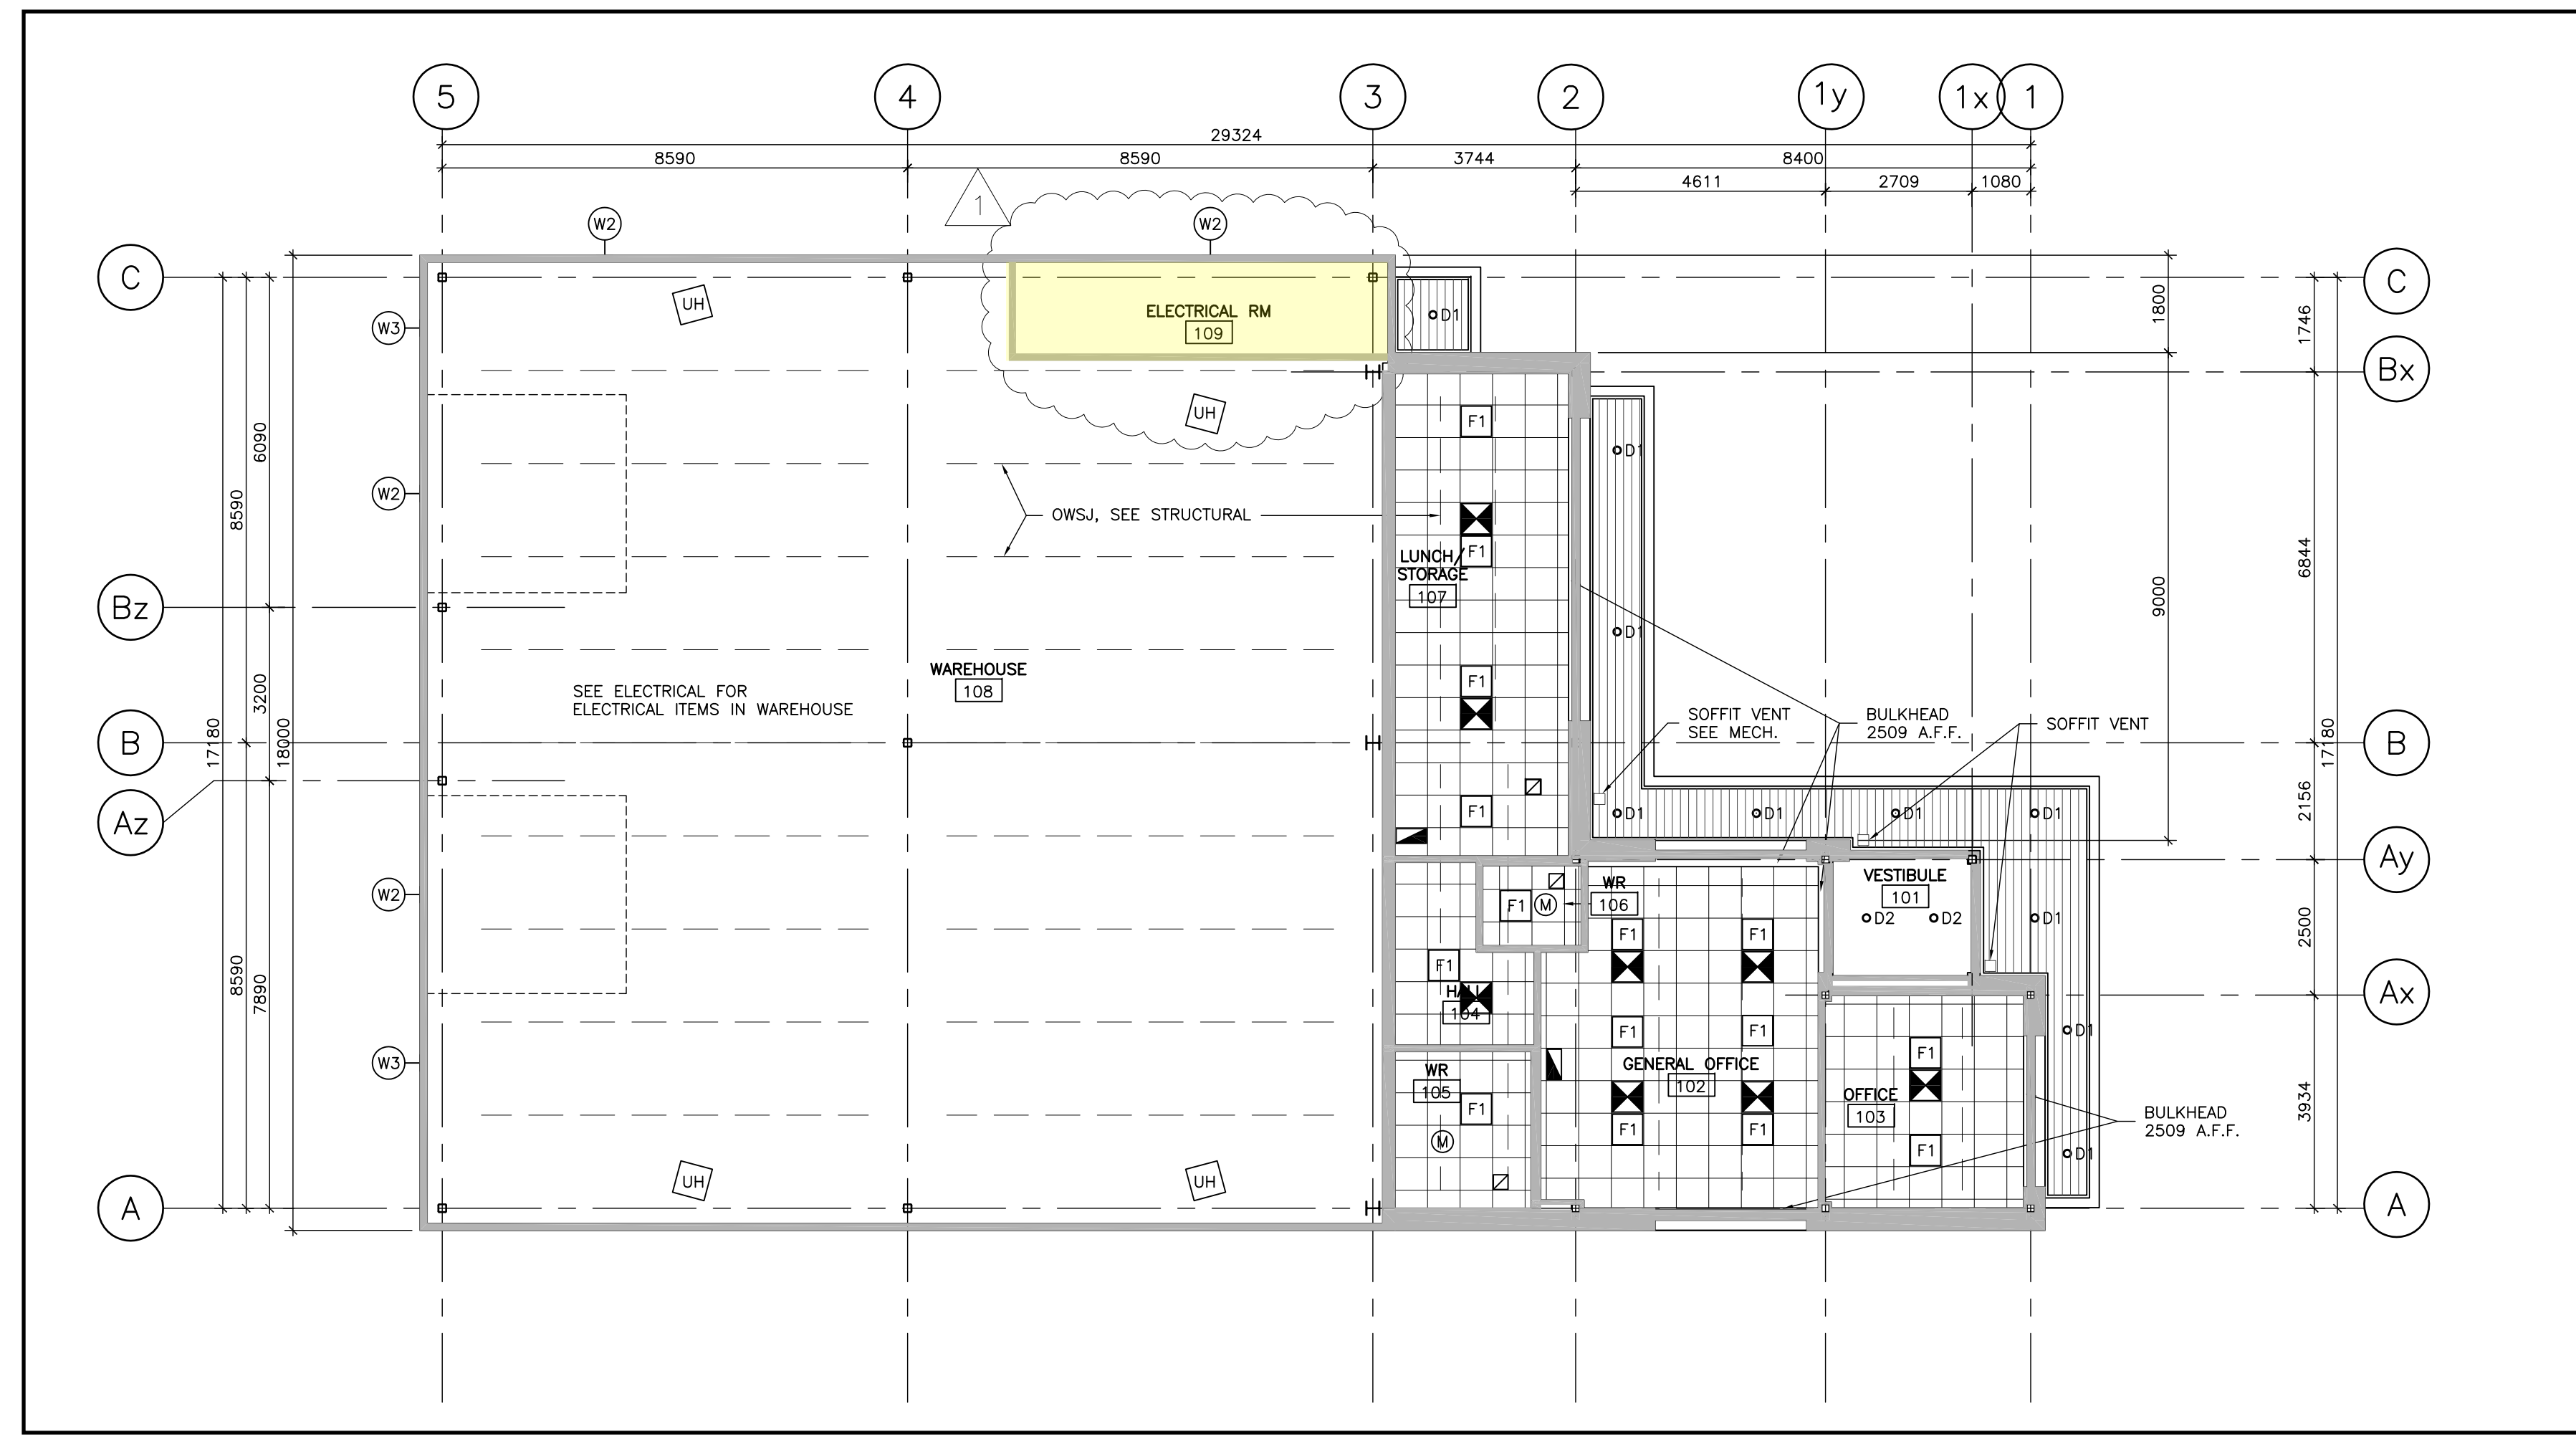 5 4 3 2 1y 1x 1
29324
8590 8590 3744 8400
4611 2709 1080
1
W2 W2
C C
1800
1746
UH
ELECTRICAL RM
109
D1
W3
Bx
UH
F1
6090
D1
8590
W2
OWSJ, SEE STRUCTURAL
F1
LUNCH/
STORAGE
107
6844
9000
Bz
D1
WAREHOUSE
108
F1
SEE ELECTRICAL FOR
ELECTRICAL ITEMS IN WAREHOUSE
3200
SOFFIT VENT
SEE MECH.
BULKHEAD
2509 A.F.F.
SOFFIT VENT
B B
17180
18000
17180
2156
Az
F1
D1 D1 D1 D1
Ay
VESTIBULE
101
WR
106
F1 M
W2
D2 D2
D1
2500
F1 F1
F1
8590
7890
HALL
104
Ax
F1 F1
D1
F1
W3
GENERAL OFFICE
102
WR
105
F1
OFFICE
103
3934
BULKHEAD
2509 A.F.F.
F1 F1
M
F1
D1
UH UH
A A